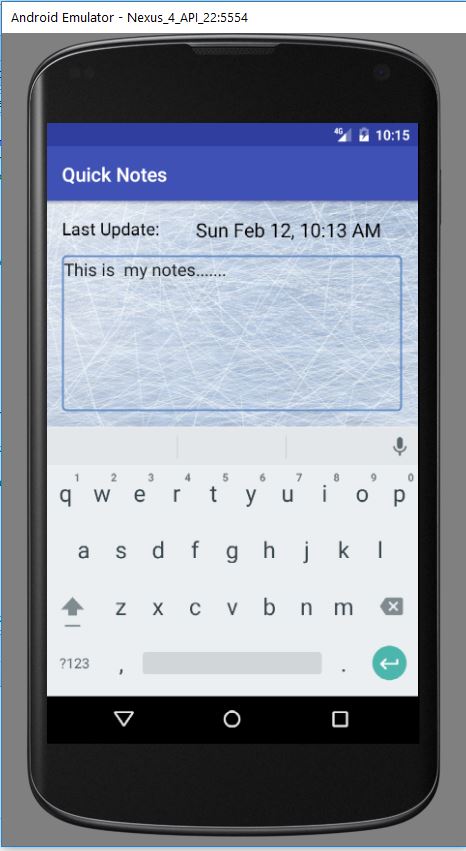 Android Emulator - Nexus_4_API_22:5554
4G 10:15
Quick Notes
Last Update: Sun Feb 12, 10:13 AM
This is  my notes.......
1 2 3 4 5 6 7 8 9 0
q w e r t y u i o p
a s d f g h j k l
z x c v b n m
?123 , .